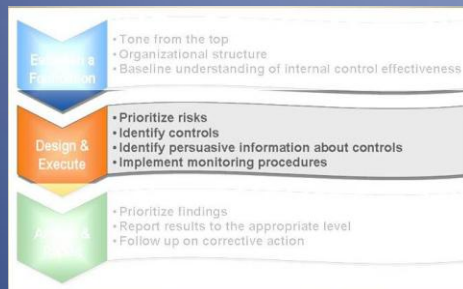 • Tone from the top
• Organizational structure
• Baseline understanding of internal control effectiveness
Design &
Execute
• Prioritize risks
• Identify controls
• Identify persuasive information about controls
• Implement monitoring procedures
• Prioritize findings
• Report results to the appropriate level
• Follow up on corrective action